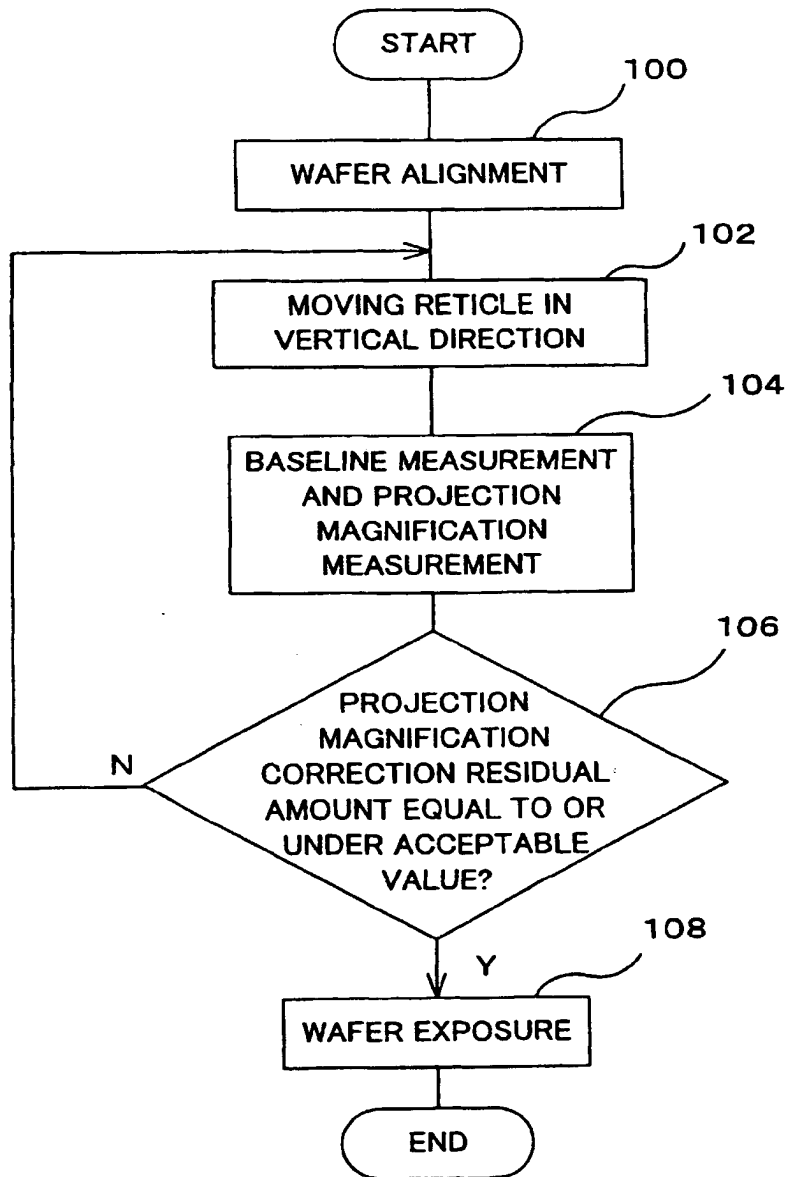 START
100
WAFER ALIGNMENT
102
MOVING RETICLE IN
VERTICAL DIRECTION
104
BASELINE MEASUREMENT
AND PROJECTION
MAGNIFICATION
MEASUREMENT
106
PROJECTION
MAGNIFICATION
CORRECTION RESIDUAL
AMOUNT EQUAL TO OR
UNDER ACCEPTABLE
VALUE?
N
108
Y
WAFER EXPOSURE
END